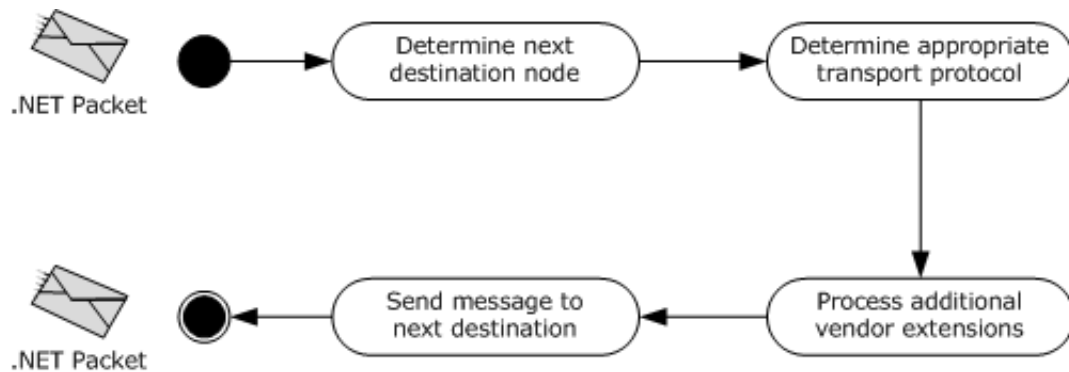 Determine next
destination node
Determine appropriate
transport protocol
.NET Packet
Send message to
next destination
Process additional
vendor extensions
.NET Packet